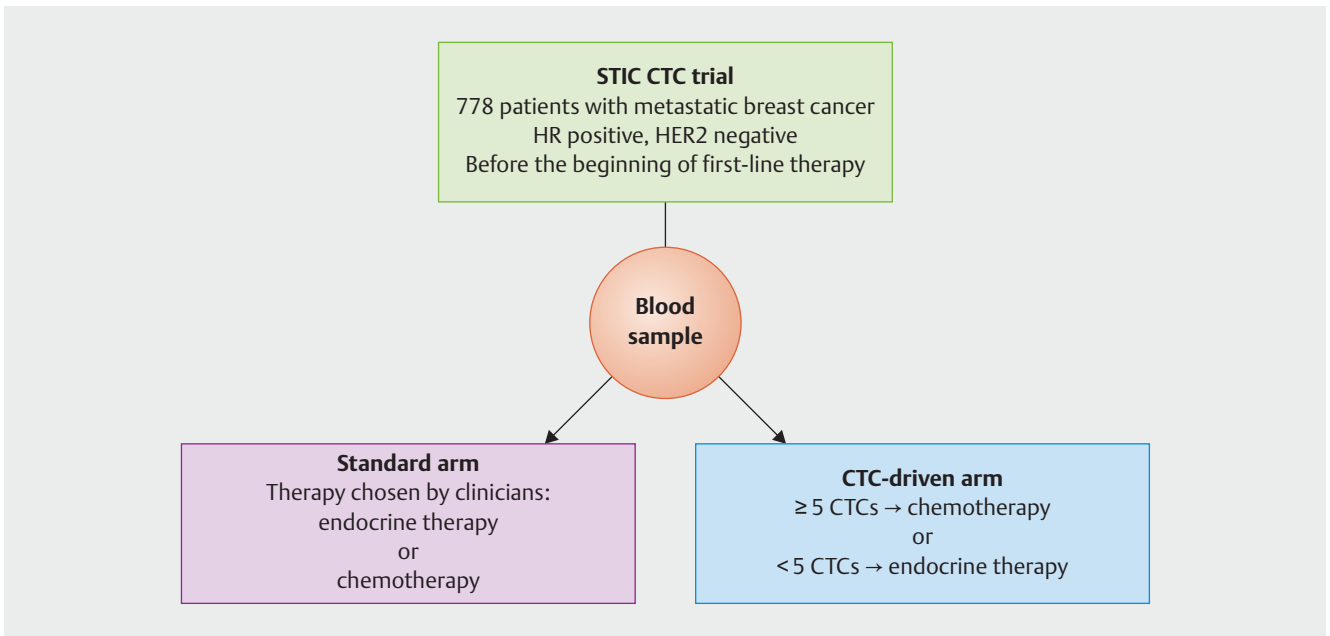 STIC CTC trial
778 patients with metastatic breast cancer
HR positive, HER2 negative
Before the beginning of first-line therapy
Blood
sample
Standard arm
Therapy chosen by clinicians:
endocrine therapy
or
chemotherapy
CTC-driven arm
≥ 5 CTCs → chemotherapy
or
< 5 CTCs → endocrine therapy